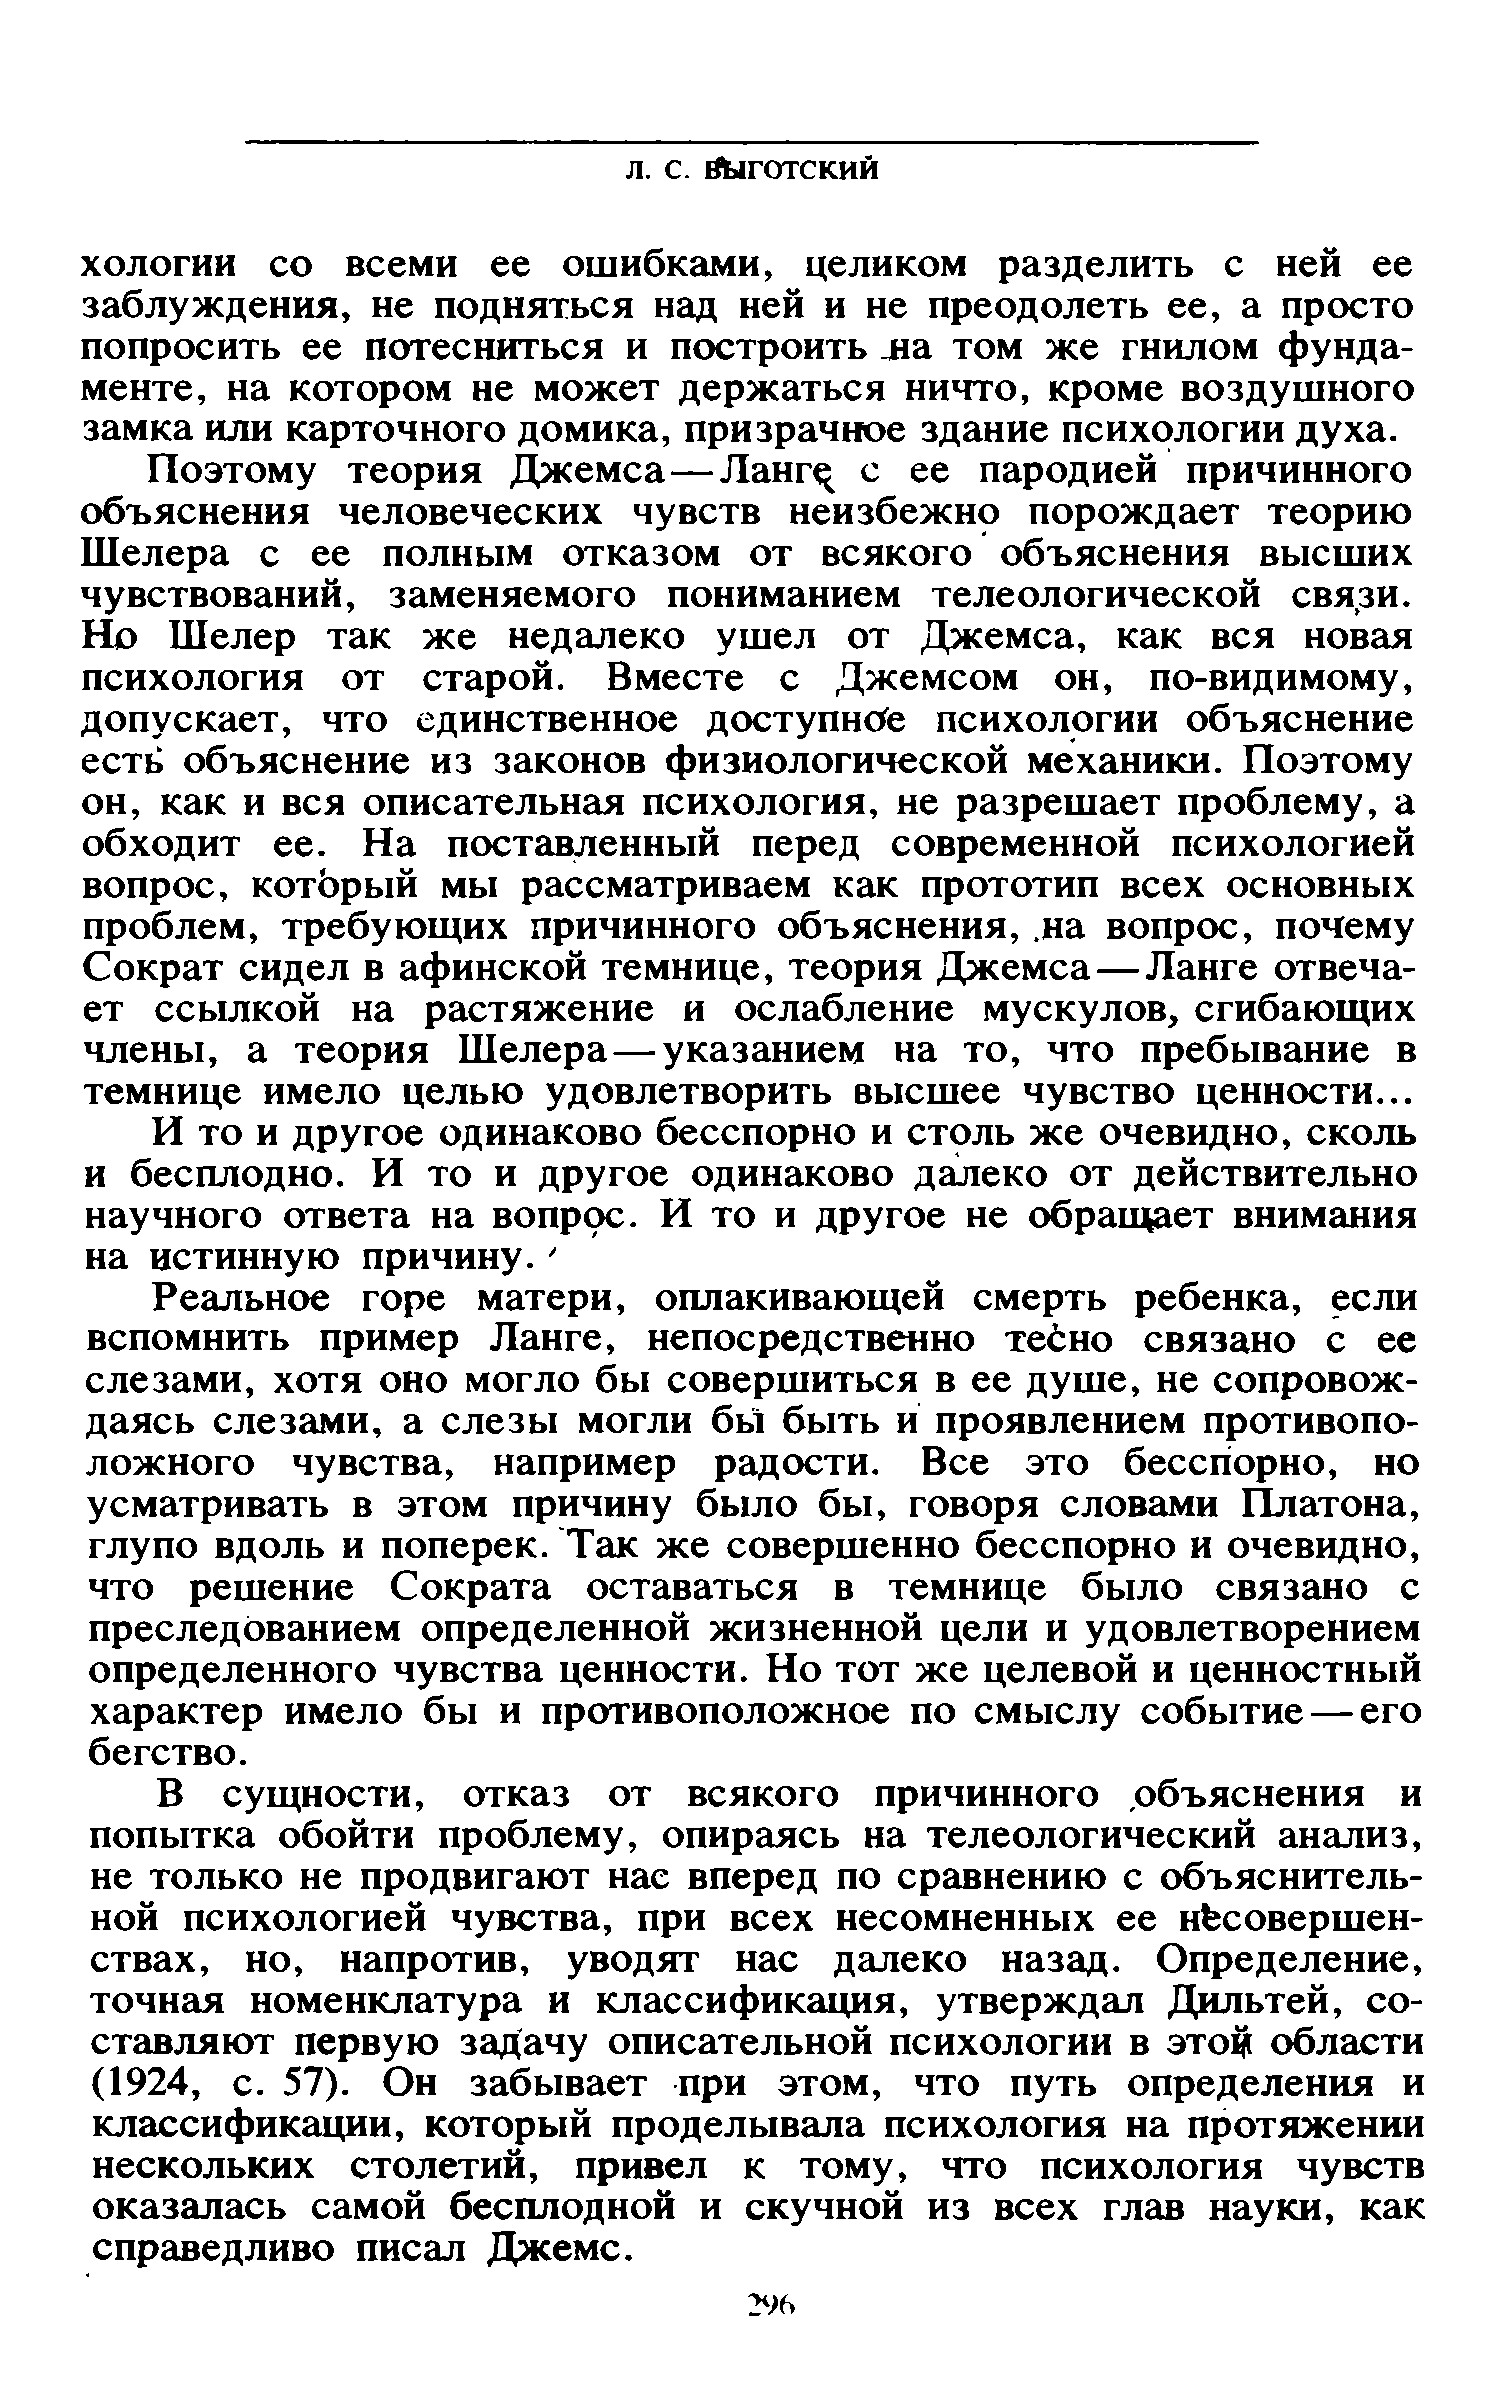 Л. С. ВЫГОТСКИЙ
хологии со всеми ее ошибками, целиком разделить с ней ее
заблуждения, не подняться над ней и не преодолеть ее, а просто
попросить ее потесниться и построить на том же гнилом фунда-
менте, на котором не может держаться ничто, кроме воздушного
замка или карточного домика, призрачное здание психологии духа.
Поэтому теория Джемса—Ланге с ее пародией причинного
объяснения человеческих чувств неизбежно порождает теорию
Шелера с ее полным отказом от всякого объяснения высших
чувствований, заменяемого пониманием телеологической связи.
Но Шелер так же недалеко ушел от Джемса, как вся новая
психология от старой. Вместе с Джемсом он, по-видимому,
допускает, что единственное доступное психологии объяснение
есть объяснение из законов физиологической механики. Поэтому
он, как и вся описательная психология, не разрешает проблему, а
обходит ее. На поставленный перед современной психологией
вопрос, который мы рассматриваем как прототип всех основных
проблем, требующих причинного объяснения, на вопрос, почему
Сократ сидел в афинской темнице, теория Джемса—Ланге отвеча-
ет ссылкой на растяжение и ослабление мускулов, сгибающих
члены, а теория Шелера—указанием на то, что пребывание в
темнице имело целью удовлетворить высшее чувство ценности...
И то и другое одинаково бесспорно и столь же очевидно, сколь
и бесплодно. И то и другое одинаково далеко от действительно
научного ответа на вопрос. И то и другое не обращает внимания
на истинную причину.
Реальное горе матери, оплакивающей смерть ребенка, если
вспомнить пример Ланге, непосредственно тесно связано с ее
слезами, хотя оно могло бы совершиться в ее душе, не сопровож-
даясь слезами, а слезы могли бы быть и проявлением противопо-
ложного чувства, например радости. Все это бесспорно, но
усматривать в этом причину было бы, говоря словами Платона,
глупо вдоль и поперек. Так же совершенно бесспорно и очевидно,
что решение Сократа оставаться в темнице было связано с
преследованием определенной жизненной цели и удовлетворением
определенного чувства ценности. Но тот же целевой и ценностный
характер имело бы и противоположное по смыслу событие—его
бегство.
В сущности, отказ от всякого причинного объяснения и
попытка обойти проблему, опираясь на телеологический анализ,
не только не продвигают нас вперед по сравнению с объяснитель-
ной психологией чувства, при всех несомненных ее несовершен-
ствах, но, напротив, уводят нас далеко назад. Определение,
точная номенклатура и классификация, утверждал Дильтей, со-
ставляют первую задачу описательной психологии в этой области
(1924, с. 57). Он забывает при этом, что путь определения и
классификации, который проделывала психология на протяжении
нескольких столетий, привел к тому, что психология чувств
оказалась самой бесплодной и скучной из всех глав науки, как
справедливо писал Джемс.
296